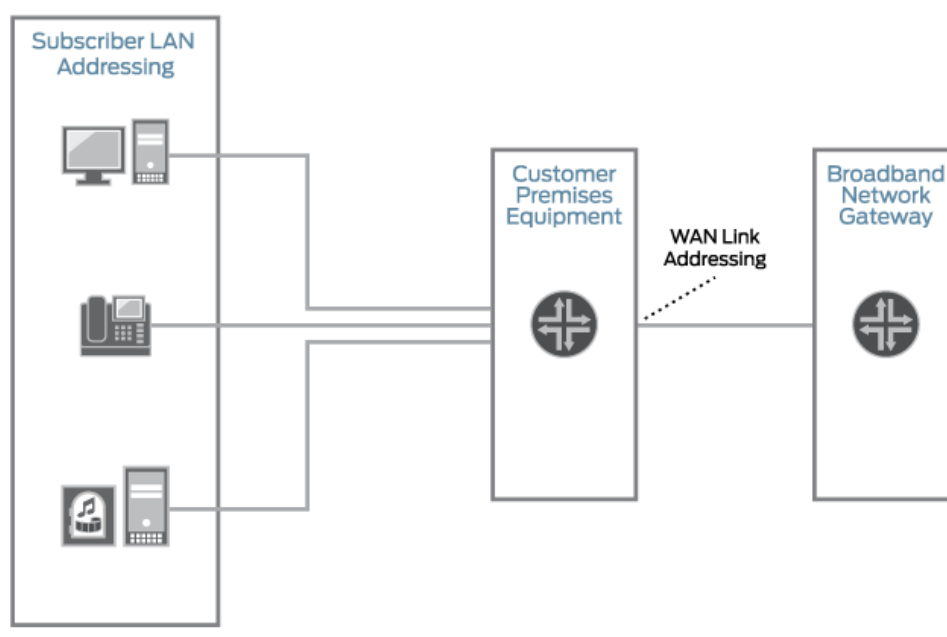 Subscriber LAN
Addressing
Customer
Premises
Equipment
WAN Link
Addressing
Broadband
Network
Gateway